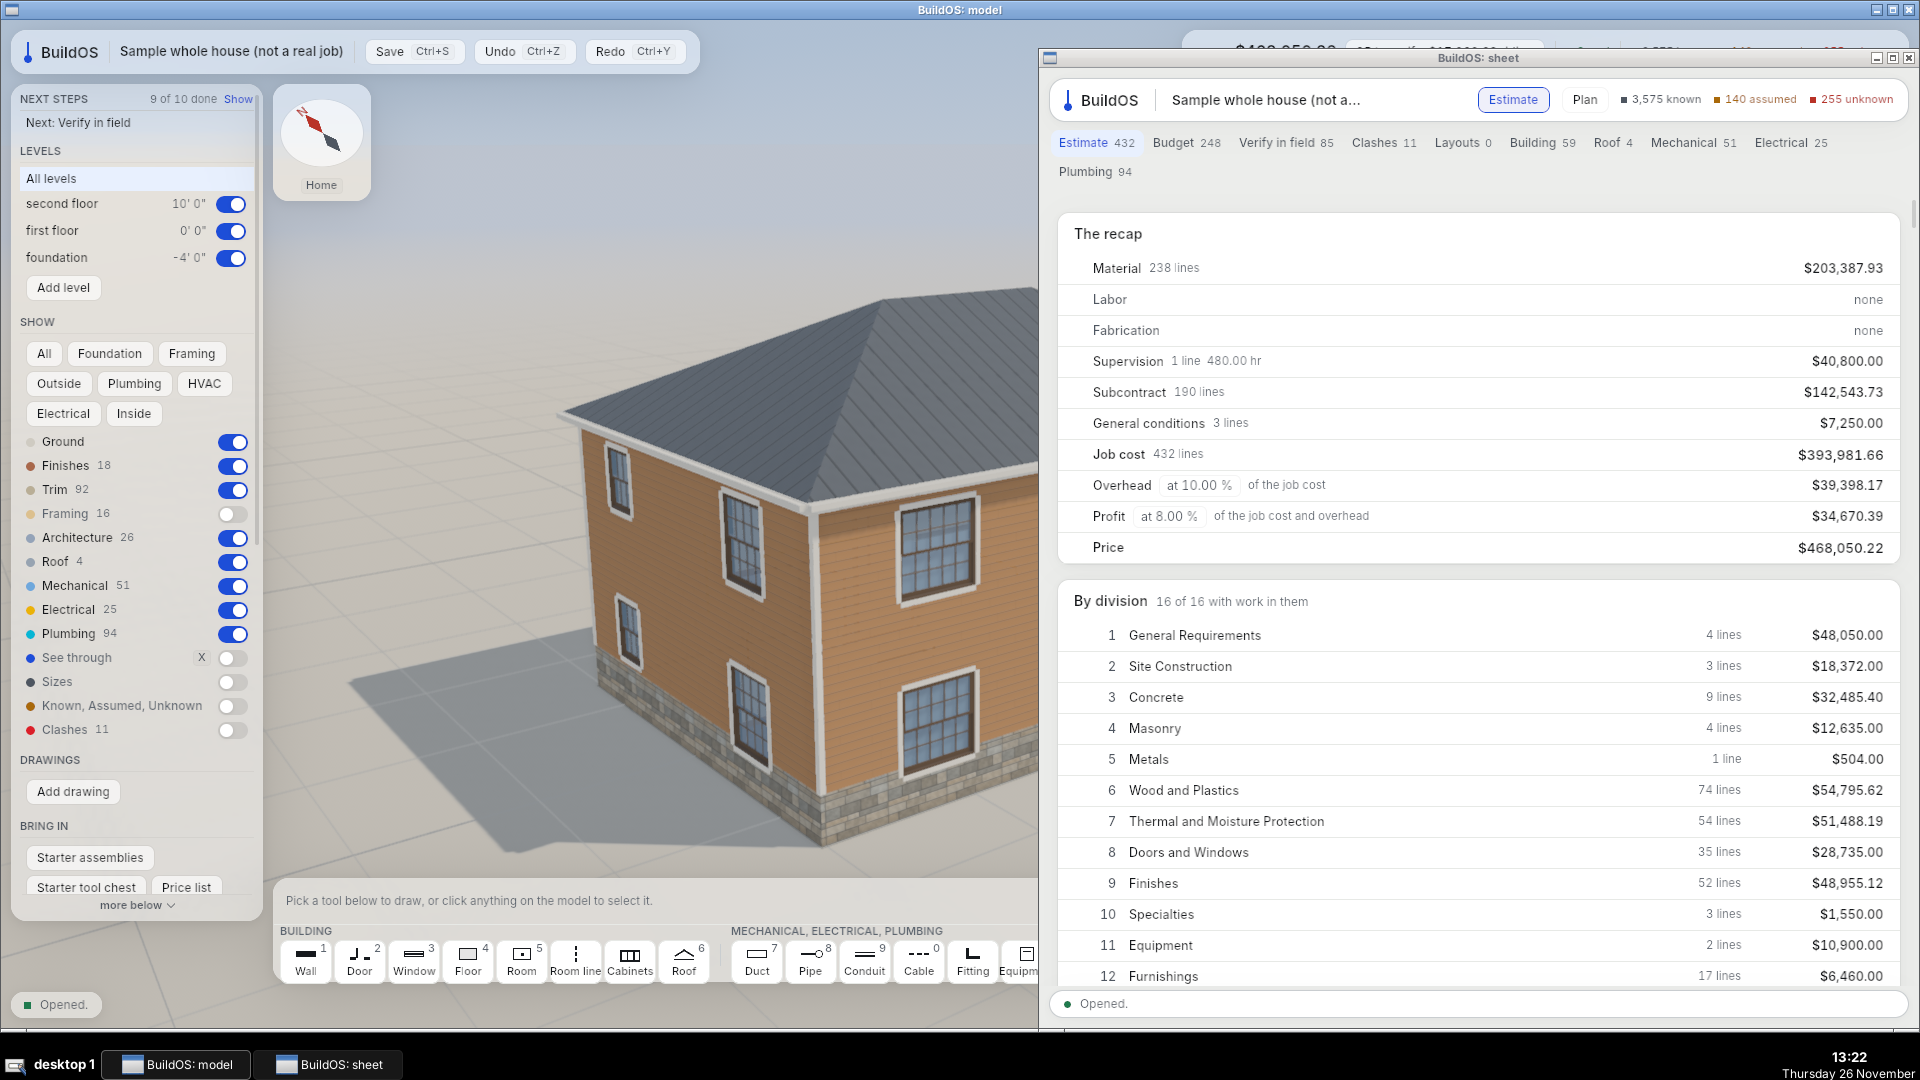 BuildOS: model
BuildOS
Sample whole house (not a real job)
Save Ctrl+S
Undo Ctrl+Z
Redo Ctrl+Y
NEXT STEPS 9 of 10 done Show
Next: Verify in field
LEVELS
All levels
second floor 10' 0"
first floor 0' 0"
foundation -4' 0"
Add level
SHOW
All Foundation Framing
Outside Plumbing HVAC
Electrical Inside
Ground
Finishes 18
Trim 92
Framing 16
Architecture 26
Roof 4
Mechanical 51
Electrical 25
Plumbing 94
See through X
Sizes
Known, Assumed, Unknown
Clashes 11
DRAWINGS
Add drawing
BRING IN
Starter assemblies
Starter tool chest Price list
more below
Opened.
N
Home
Pick a tool below to draw, or click anything on the model to select it.
BUILDING
1 Wall
2 Door
3 Window
4 Floor
5 Room
Room line
Cabinets
6 Roof
MECHANICAL, ELECTRICAL, PLUMBING
7 Duct
8 Pipe
9 Conduit
0 Cable
Fitting
Equipm
BuildOS: sheet
BuildOS
Sample whole house (not a...
Estimate Plan 3,575 known 140 assumed 255 unknown
Estimate 432 Budget 248 Verify in field 85 Clashes 11 Layouts 0 Building 59 Roof 4 Mechanical 51 Electrical 25
Plumbing 94
The recap
Material 238 lines $203,387.93
Labor none
Fabrication none
Supervision 1 line 480.00 hr $40,800.00
Subcontract 190 lines $142,543.73
General conditions 3 lines $7,250.00
Job cost 432 lines $393,981.66
Overhead at 10.00 % of the job cost $39,398.17
Profit at 8.00 % of the job cost and overhead $34,670.39
Price $468,050.22
By division 16 of 16 with work in them
1 General Requirements 4 lines $48,050.00
2 Site Construction 3 lines $18,372.00
3 Concrete 9 lines $32,485.40
4 Masonry 4 lines $12,635.00
5 Metals 1 line $504.00
6 Wood and Plastics 74 lines $54,795.62
7 Thermal and Moisture Protection 54 lines $51,488.19
8 Doors and Windows 35 lines $28,735.00
9 Finishes 52 lines $48,955.12
10 Specialties 3 lines $1,550.00
11 Equipment 2 lines $10,900.00
12 Furnishings 17 lines $6,460.00
Opened.
desktop 1
BuildOS: model
BuildOS: sheet
13:22
Thursday 26 November